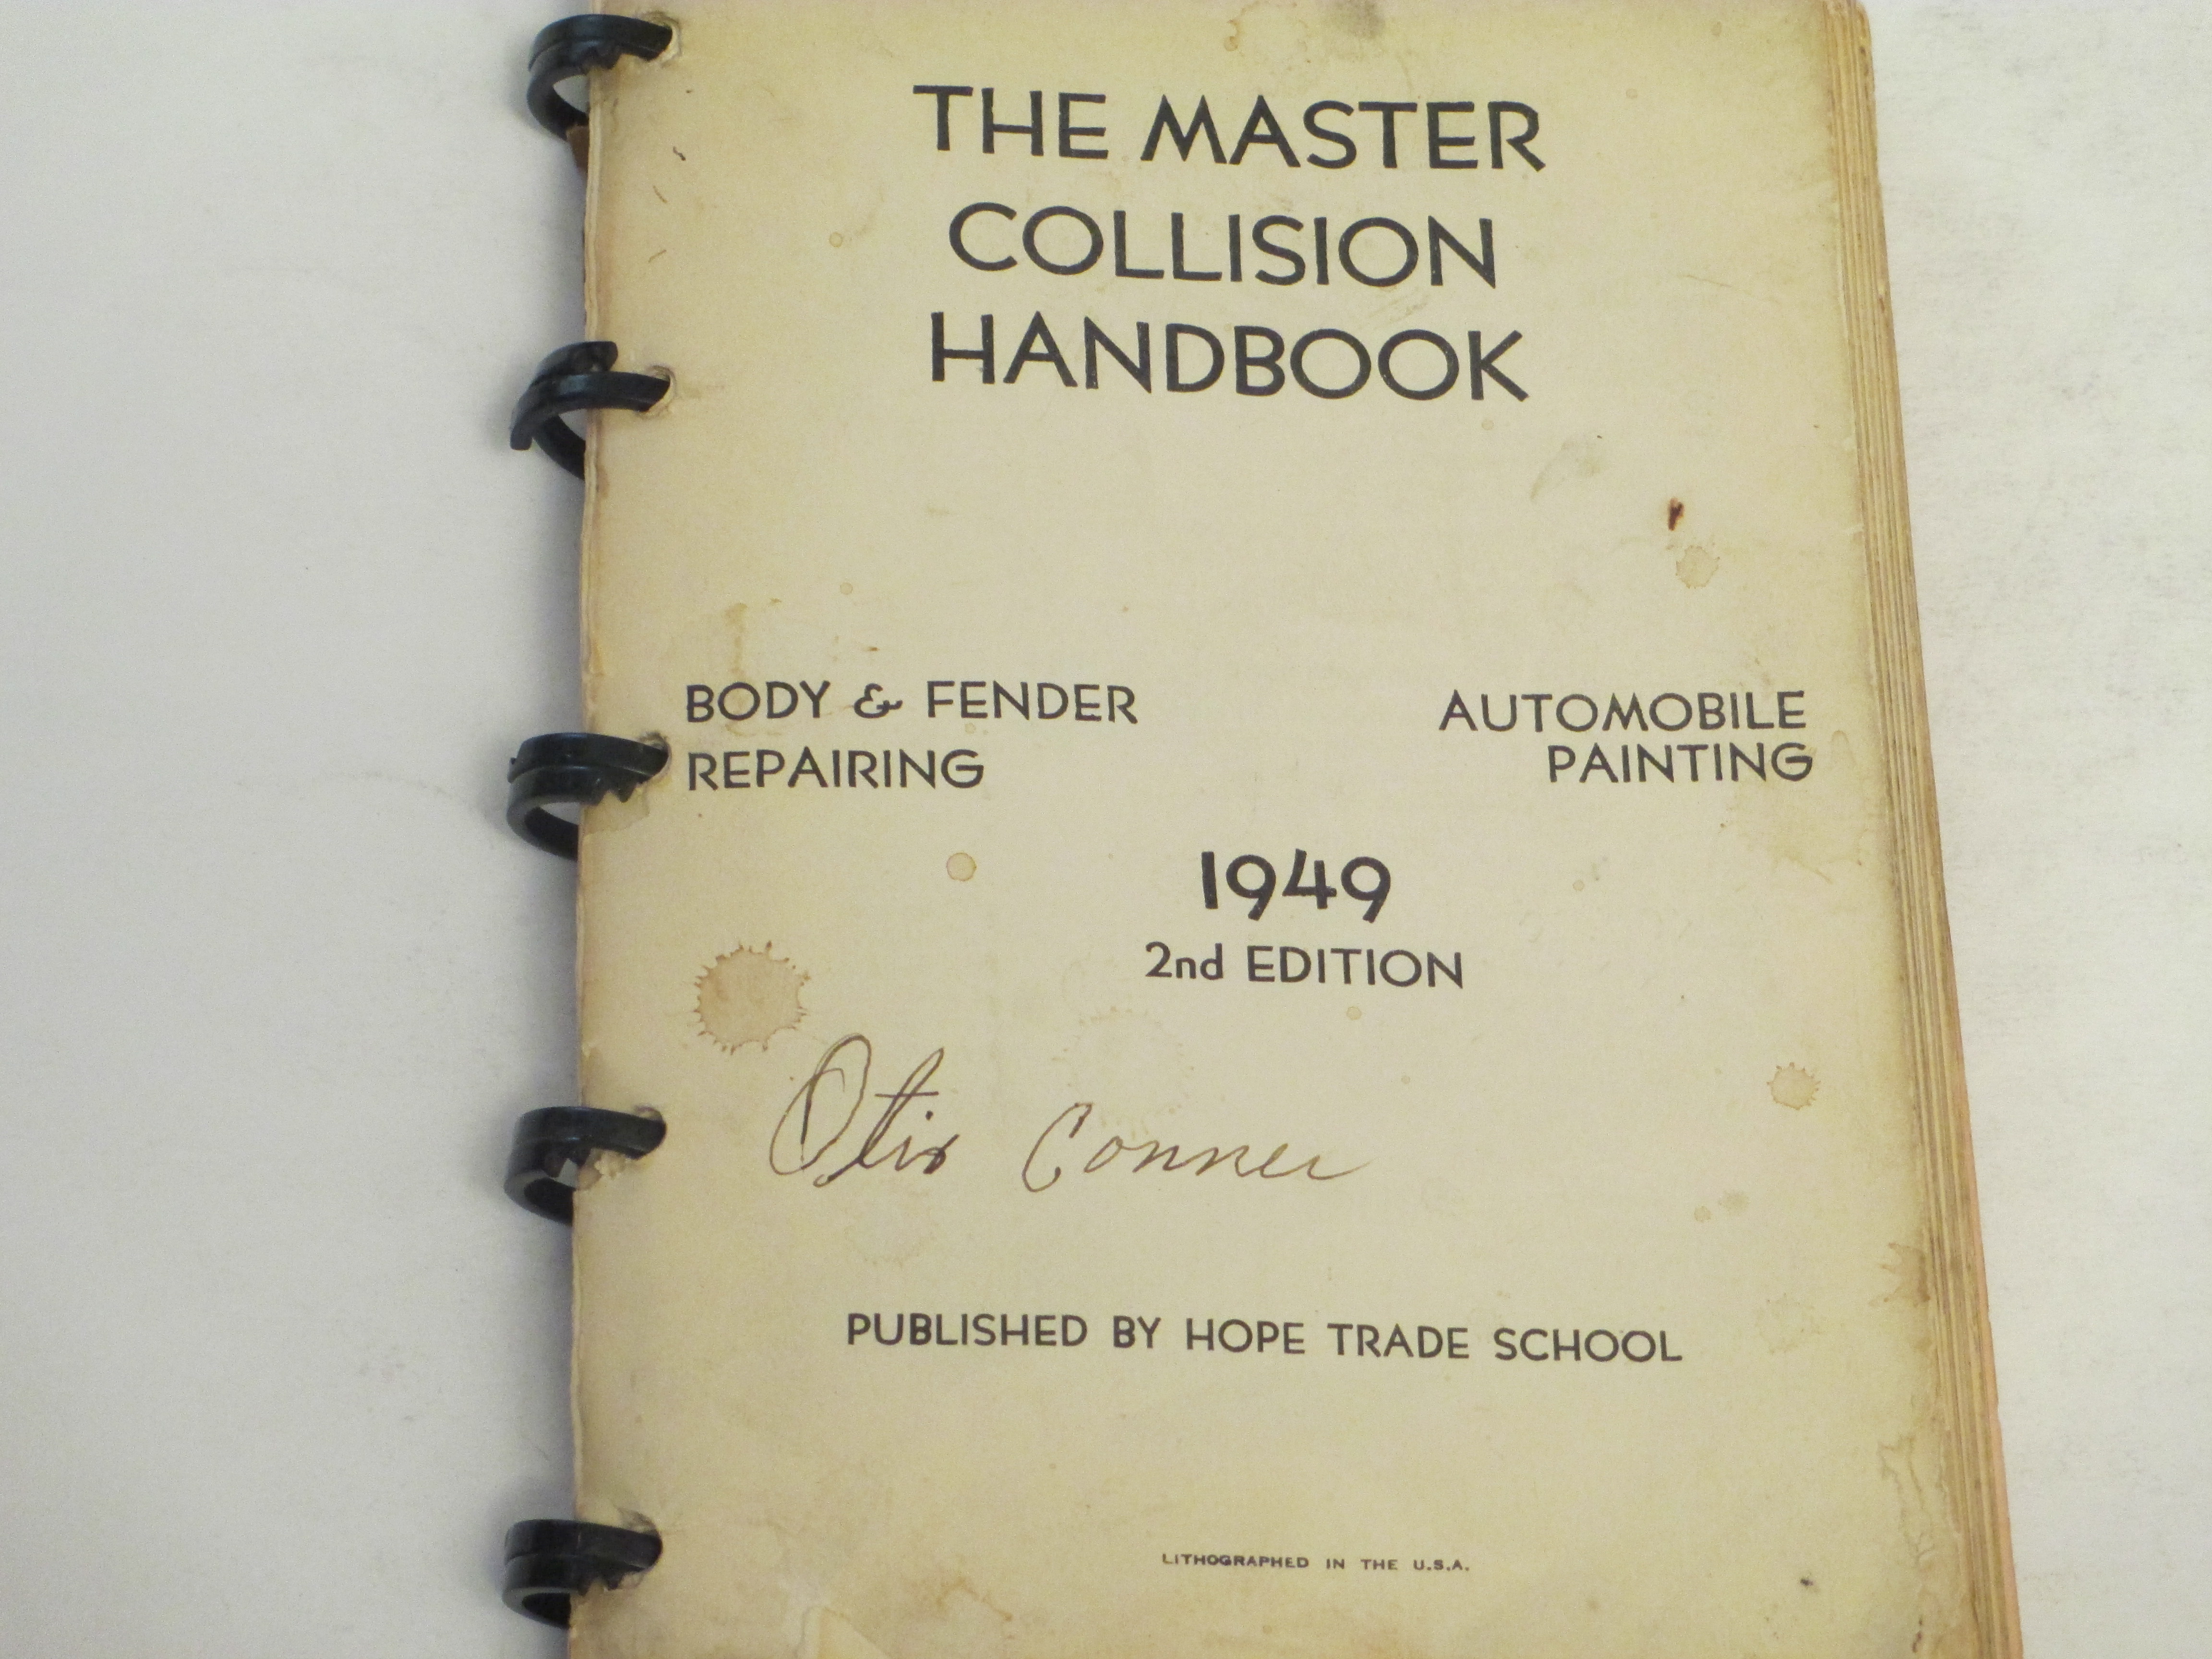 THE MASTER
COLLISION
HANDBOOK
BODY & FENDER
REPAIRING
AUTOMOBILE
PAINTING
1949
2nd EDITION
Otis Conner
PUBLISHED BY HOPE TRADE SCHOOL
LITHOGRAPHED IN THE U.S.A.